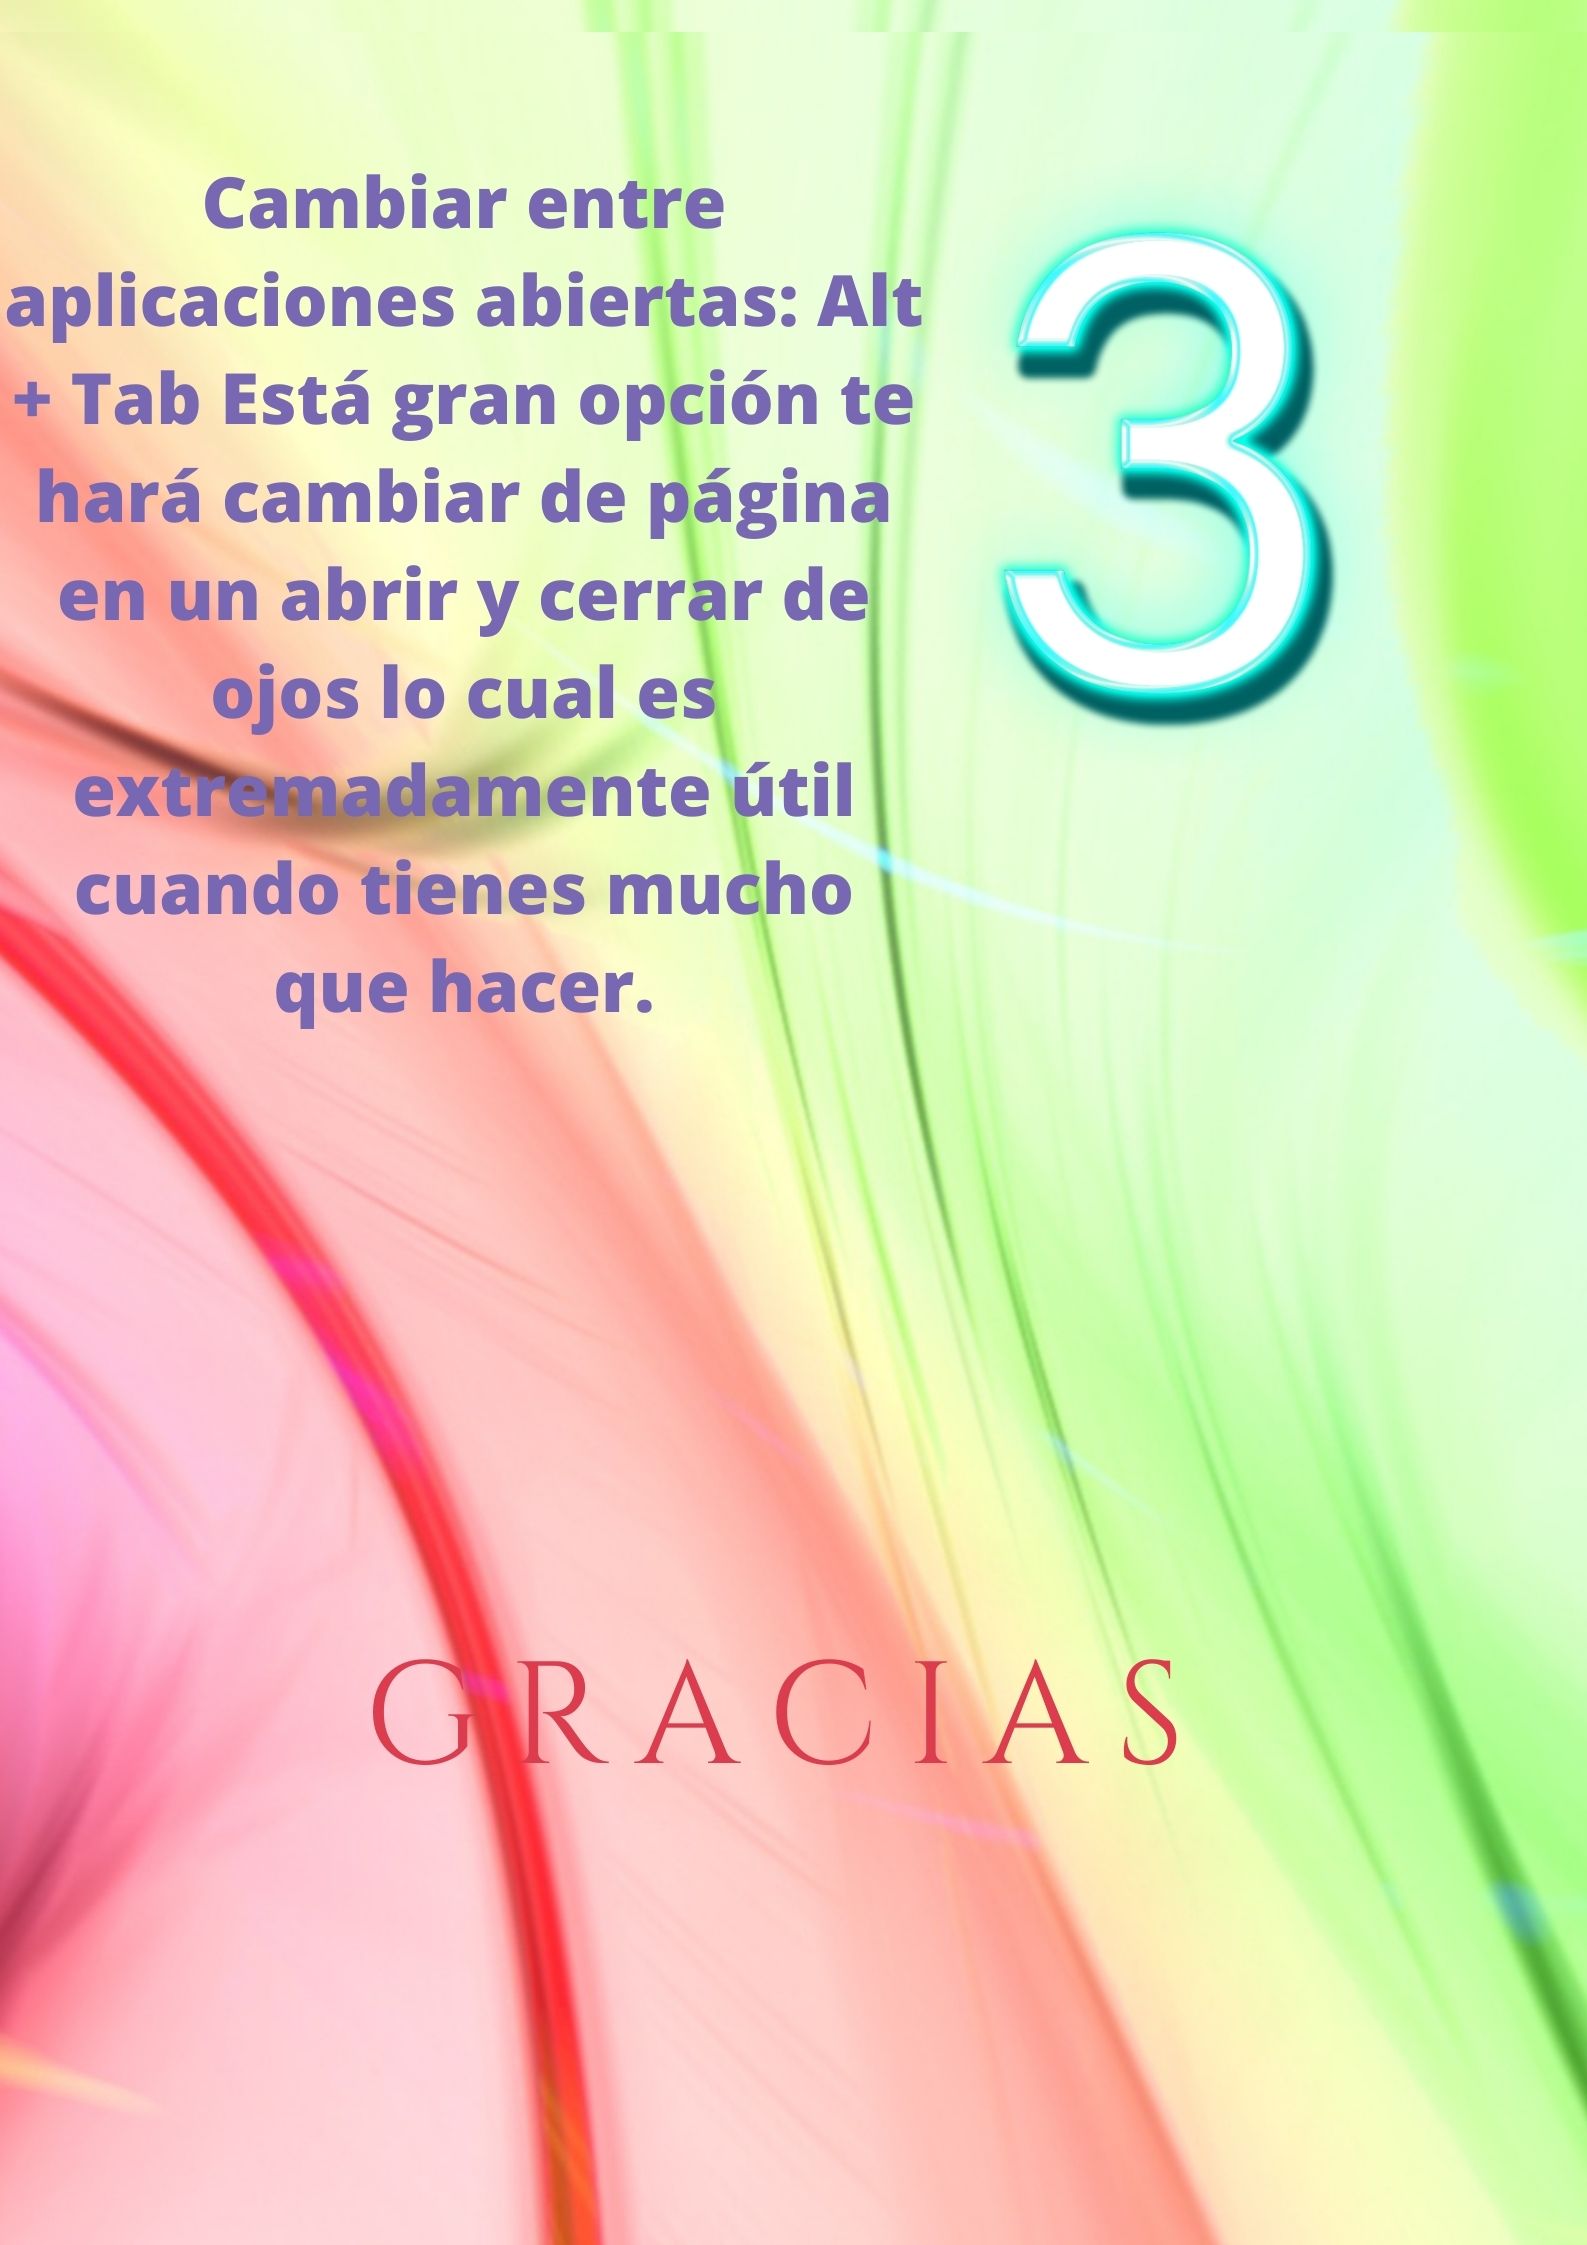 Cambiar entre
aplicaciones abiertas: Alt
+ Tab Está gran opción te
hará cambiar de página
en un abrir y cerrar de
ojos lo cual es
extremadamente útil
cuando tienes mucho
que hacer.
3
GRACIAS